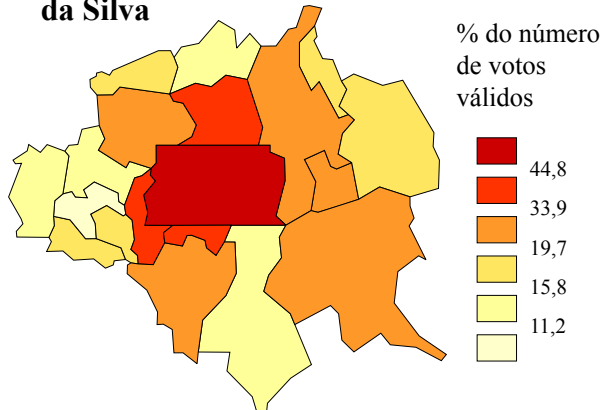 da Silva
% do número
de votos
válidos
44,8
33,9
19,7
15,8
11,2